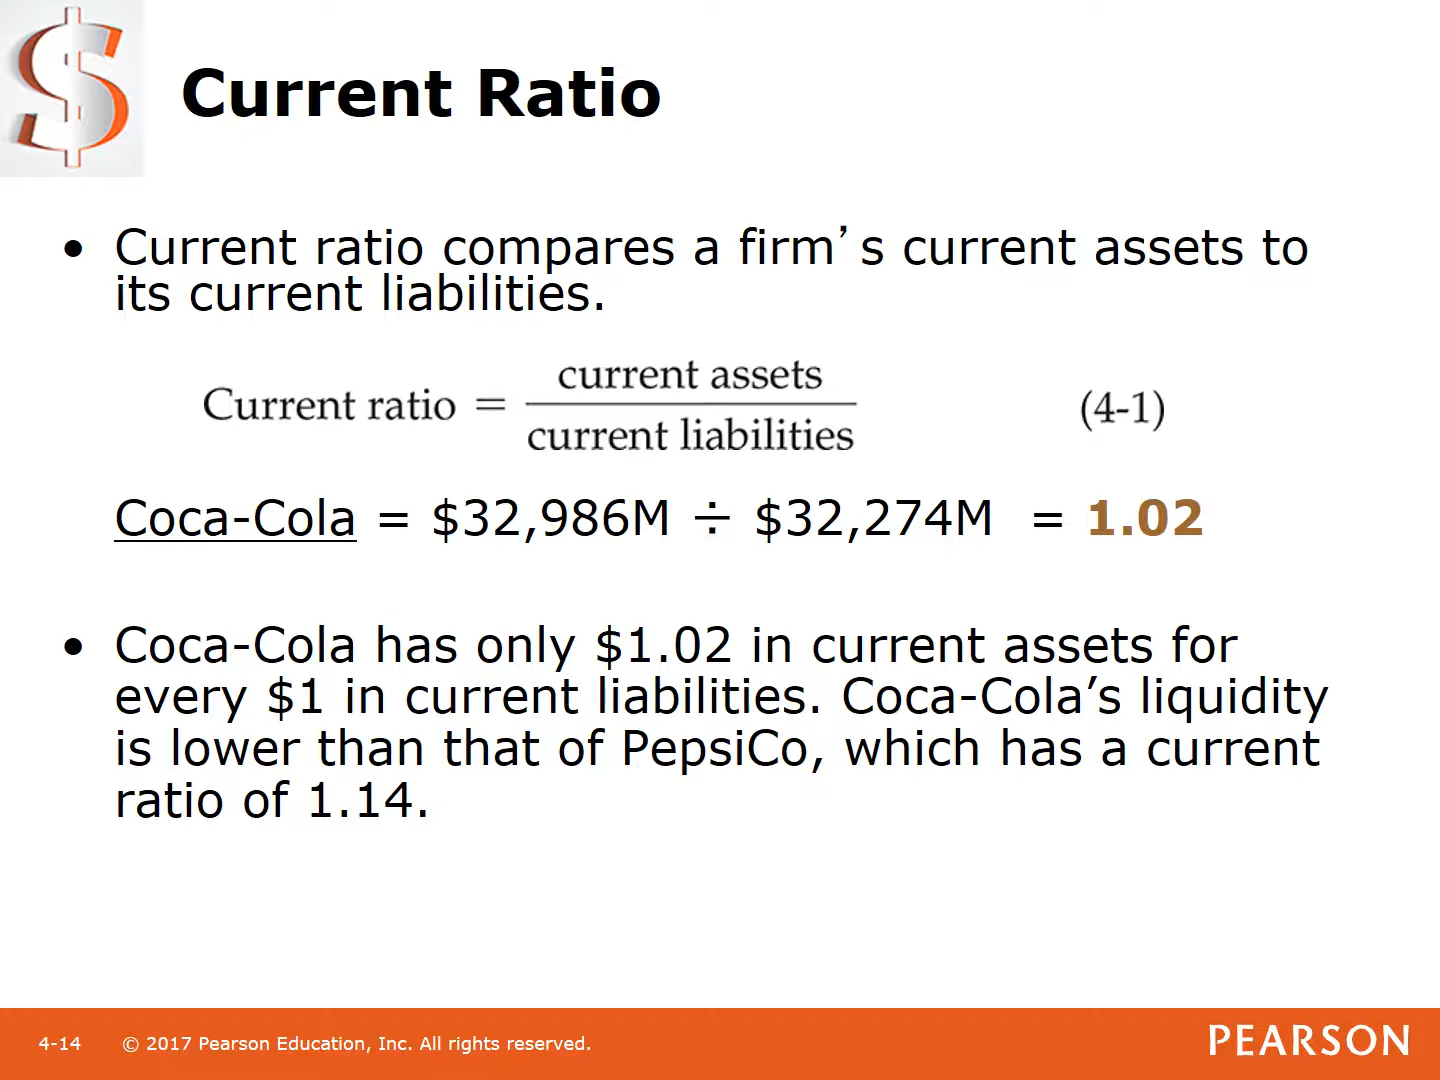 Current Ratio
• Current ratio compares a firm’s current assets to
its current liabilities.
current assets
Current ratio = (4-1)
current liabilities
Coca-Cola = $32,986M ÷ $32,274M = 1.02
• Coca-Cola has only $1.02 in current assets for
every $1 in current liabilities. Coca-Cola’s liquidity
is lower than that of PepsiCo, which has a current
ratio of 1.14.
4-14 © 2017 Pearson Education, Inc. All rights reserved.
PEARSON